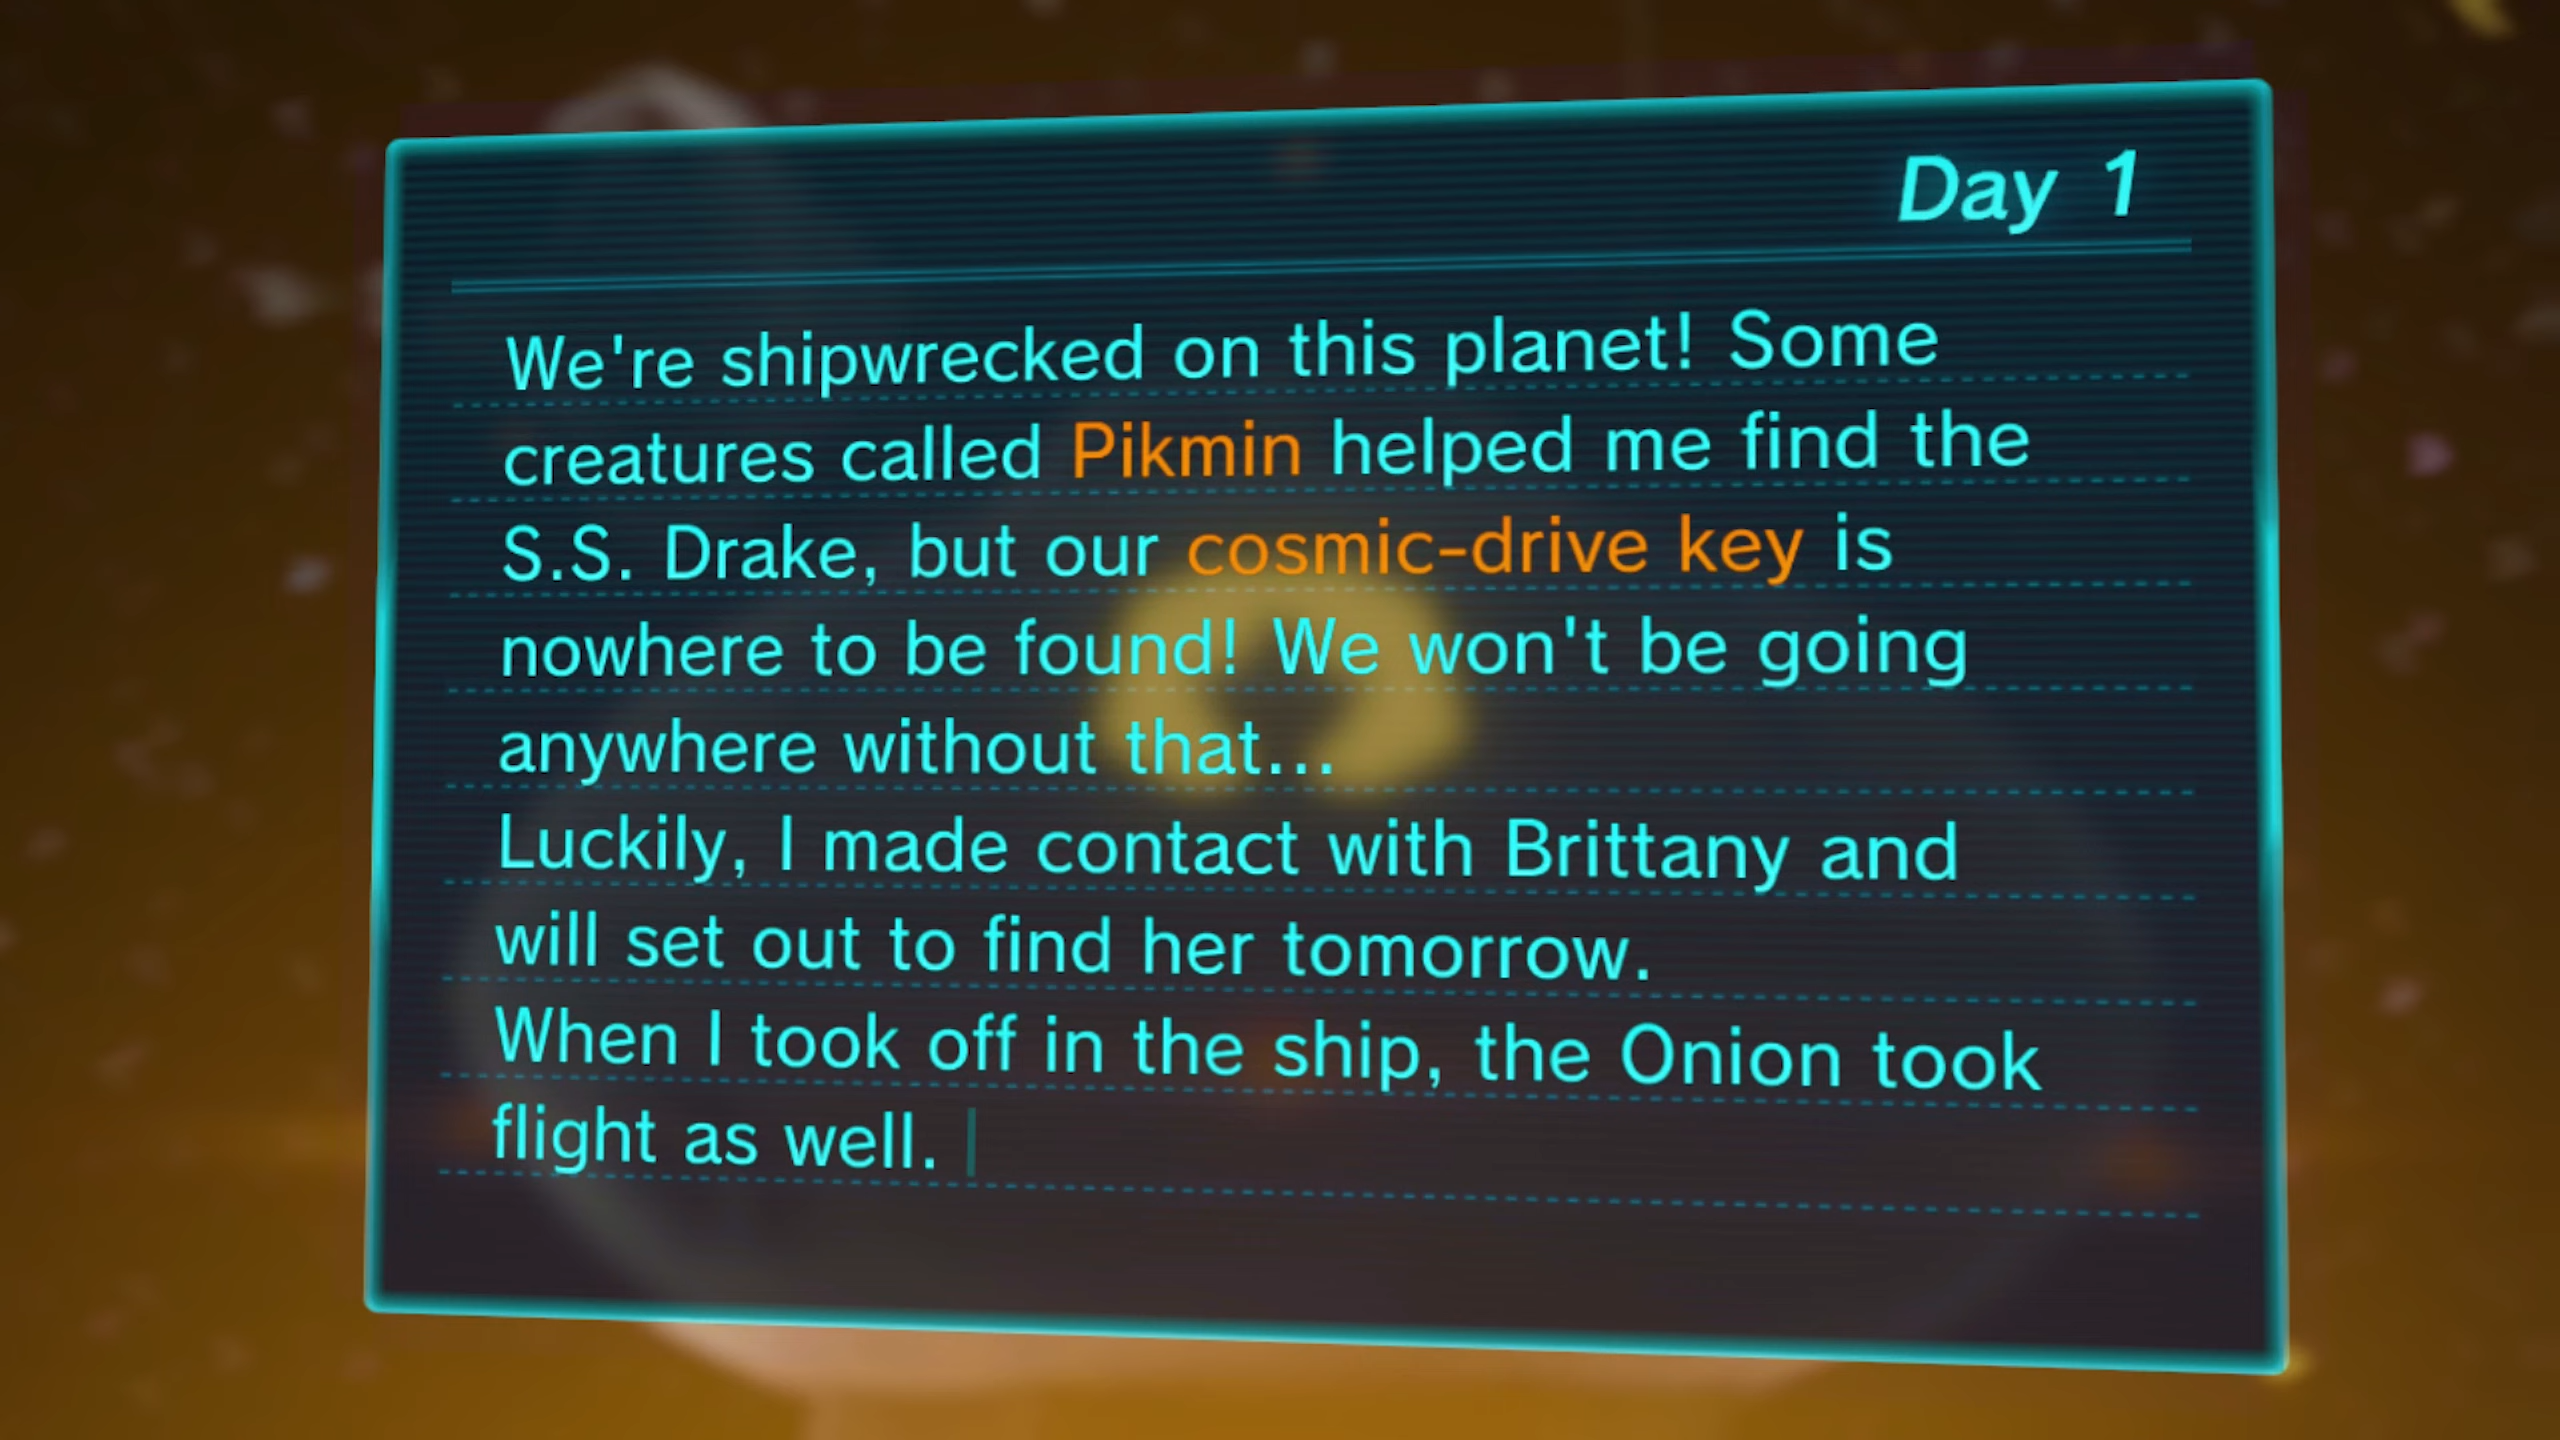 Day 1
We're shipwrecked on this planet! Some
creatures called Pikmin helped me find the
S.S. Drake, but our cosmic-drive key is
nowhere to be found! We won't be going
anywhere without that...
Luckily, I made contact with Brittany and
will set out to find her tomorrow.
When I took off in the ship, the Onion took
flight as well.